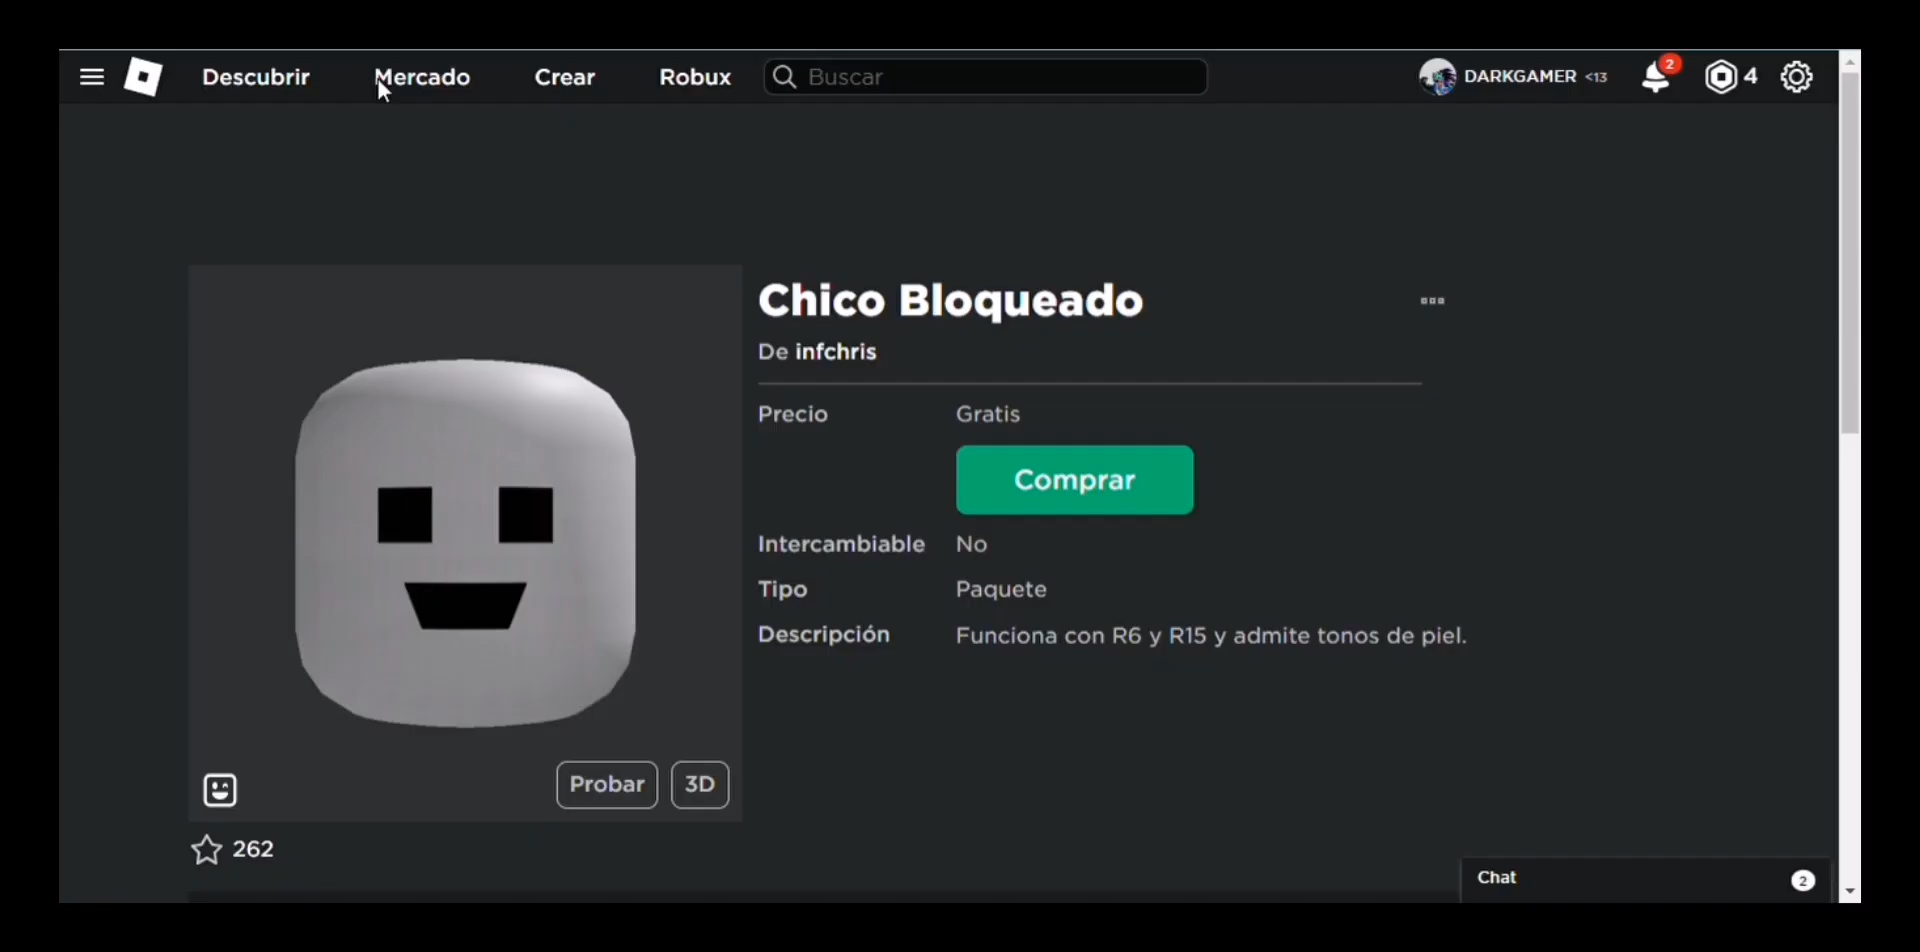 Descubrir Mercado Crear Robux Buscar DARKGAMER <13 2 4
Chico Bloqueado
De infchris
Precio Gratis
Comprar
Intercambiable No
Tipo Paquete
Descripción Funciona con R6 y R15 y admite tonos de piel.
Probar 3D
262
Chat 2